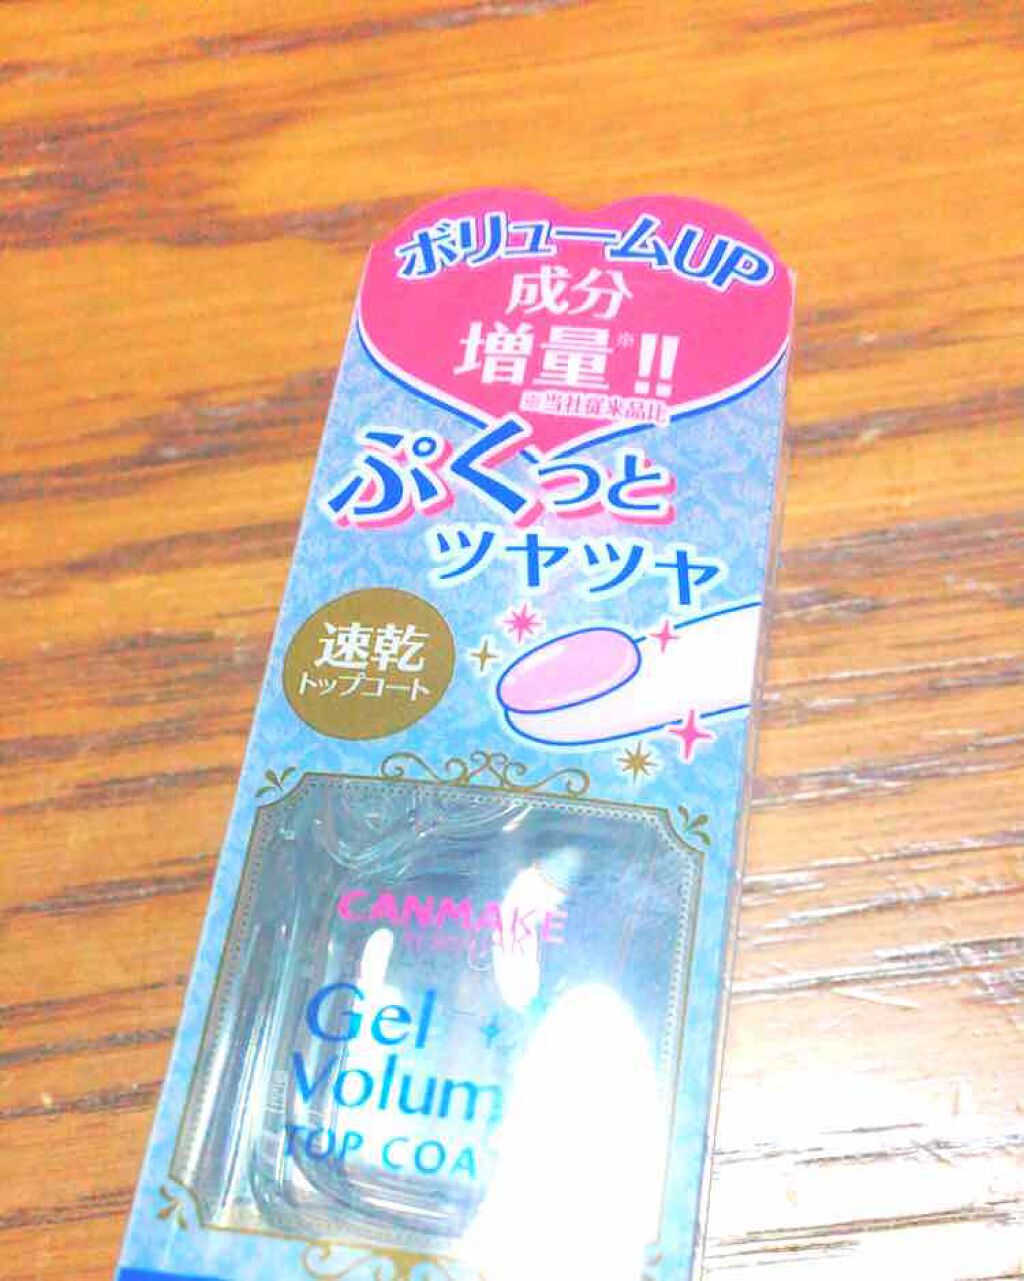 ボリュームUP
成分
増量※!!
※当社従来品比
ぷくっと
ツヤツヤ
速乾
トップコート
CANMAKE
Gel
Volum
TOP COA